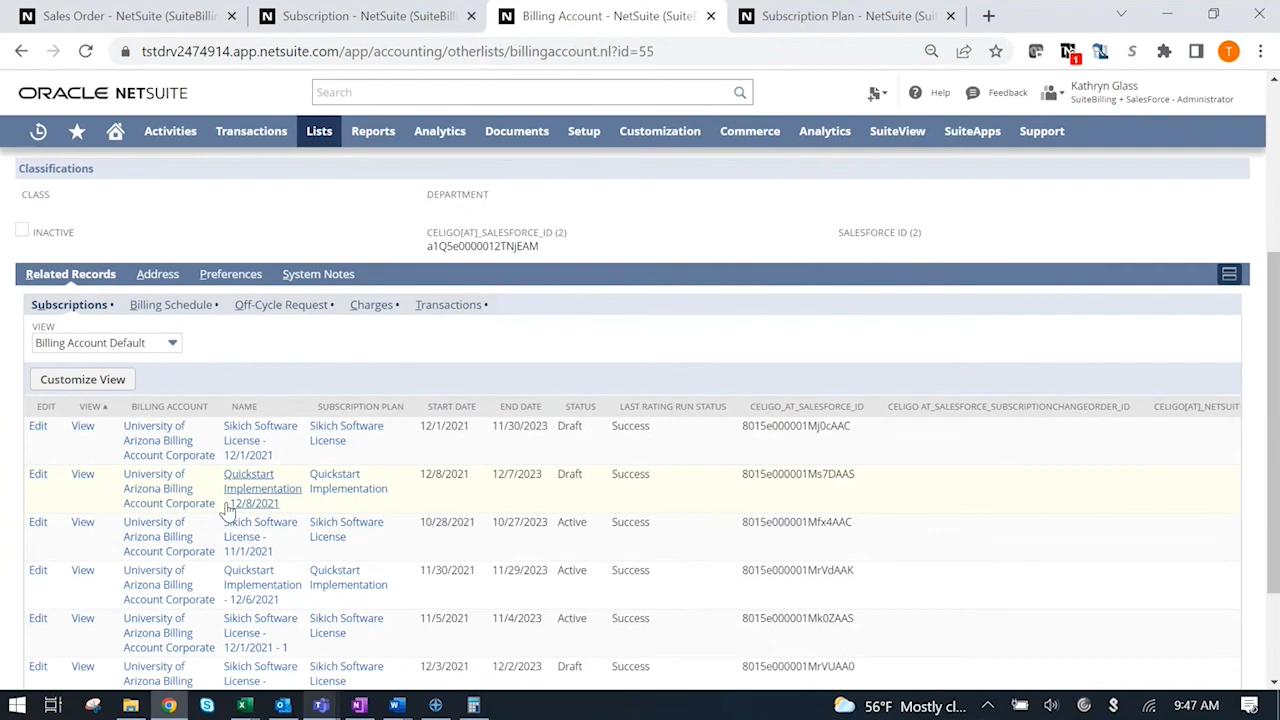 Sales Order - NetSuite (SuiteBillin
Subscription - NetSuite (SuiteBill
Billing Account - NetSuite (SuiteB
Subscription Plan - NetSuite (Suite
tstdrv2474914.app.netsuite.com/app/accounting/otherlists/billingaccount.nl?id=55
1
T
ORACLE NETSUITE
Search
Help
Feedback
Kathryn Glass
SuiteBilling + SalesForce - Administrator
Activities Transactions Lists Reports Analytics Documents Setup Customization Commerce Analytics SuiteView SuiteApps Support
Classifications
CLASS
DEPARTMENT
INACTIVE
CELIGO[AT]_SALESFORCE_ID (2)
SALESFORCE ID (2)
a1Q5e0000012TNjEAM
Related Records Address Preferences System Notes
Subscriptions • Billing Schedule • Off-Cycle Request • Charges • Transactions •
VIEW
Billing Account Default
Customize View
EDIT VIEW ▲ BILLING ACCOUNT NAME SUBSCRIPTION PLAN START DATE END DATE STATUS LAST RATING RUN STATUS CELIGO_AT_SALESFORCE_ID CELIGO AT_SALESFORCE_SUBSCRIPTIONCHANGEORDER_ID CELIGO[AT]_NETSUIT
Edit View University of Sikich Software Sikich Software 12/1/2021 11/30/2023 Draft Success 8015e000001Mj0cAAC
Arizona Billing License - License
Account Corporate 12/1/2021
Edit View University of Quickstart Quickstart 12/8/2021 12/7/2023 Draft Success 8015e000001Ms7DAAS
Arizona Billing Implementation Implementation
Account Corporate - 12/8/2021
Edit View University of Sikich Software Sikich Software 10/28/2021 10/27/2023 Active Success 8015e000001Mfx4AAC
Arizona Billing License - License
Account Corporate 11/1/2021
Edit View University of Quickstart Quickstart 11/30/2021 11/29/2023 Active Success 8015e000001MrVdAAK
Arizona Billing Implementation Implementation
Account Corporate - 12/6/2021
Edit View University of Sikich Software Sikich Software 11/5/2021 11/4/2023 Active Success 8015e000001Mk0ZAAS
Arizona Billing License - License
Account Corporate 12/1/2021 - 1
Edit View University of Sikich Software Sikich Software 12/3/2021 12/2/2023 Draft Success 8015e000001MrVUAA0
Arizona Billing License - License
56°F Mostly cl...
9:47 AM